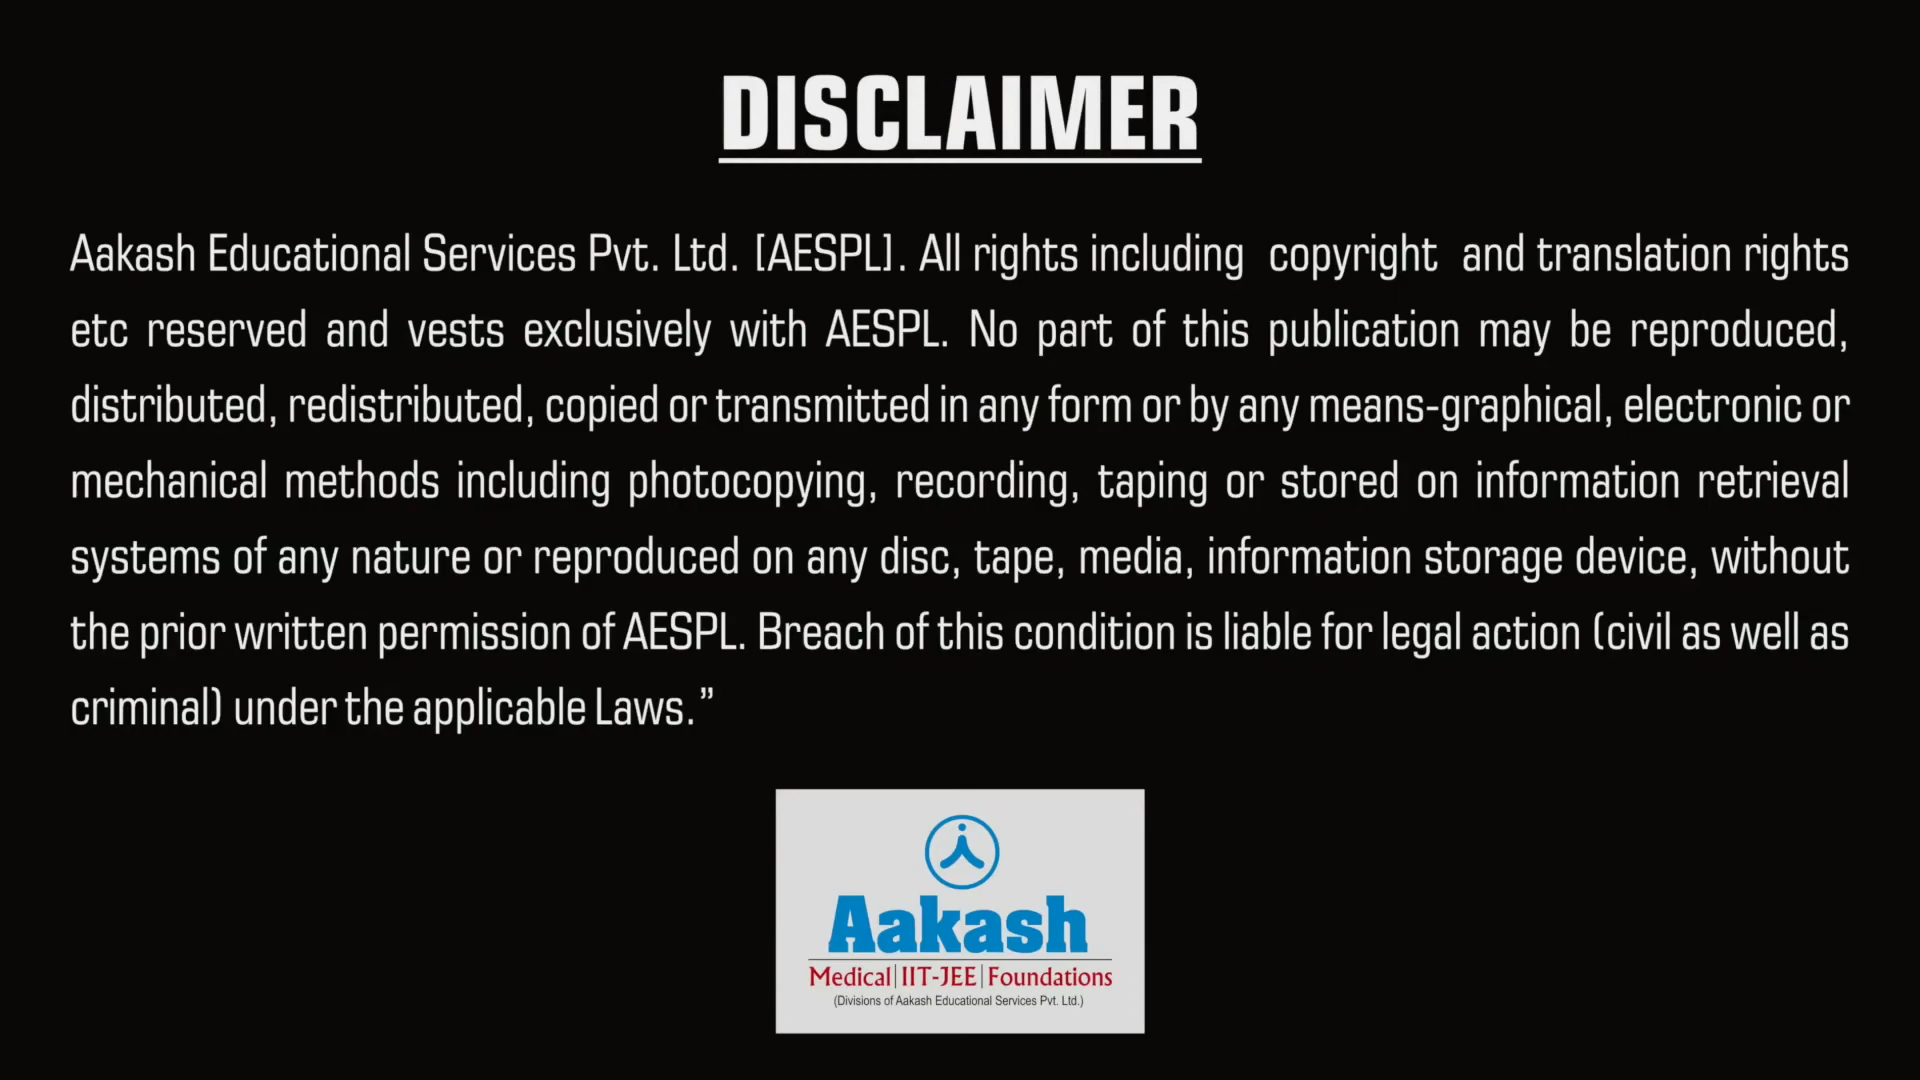 DISCLAIMER
Aakash Educational Services Pvt. Ltd. [AESPL]. All rights including copyright and translation rights
etc reserved and vests exclusively with AESPL. No part of this publication may be reproduced,
distributed, redistributed, copied or transmitted in any form or by any means-graphical, electronic or
mechanical methods including photocopying, recording, taping or stored on information retrieval
systems of any nature or reproduced on any disc, tape, media, information storage device, without
the prior written permission of AESPL. Breach of this condition is liable for legal action (civil as well as
criminal) under the applicable Laws.”
Aakash
Medical|IIT-JEE|Foundations
(Divisions of Aakash Educational Services Pvt. Ltd.)